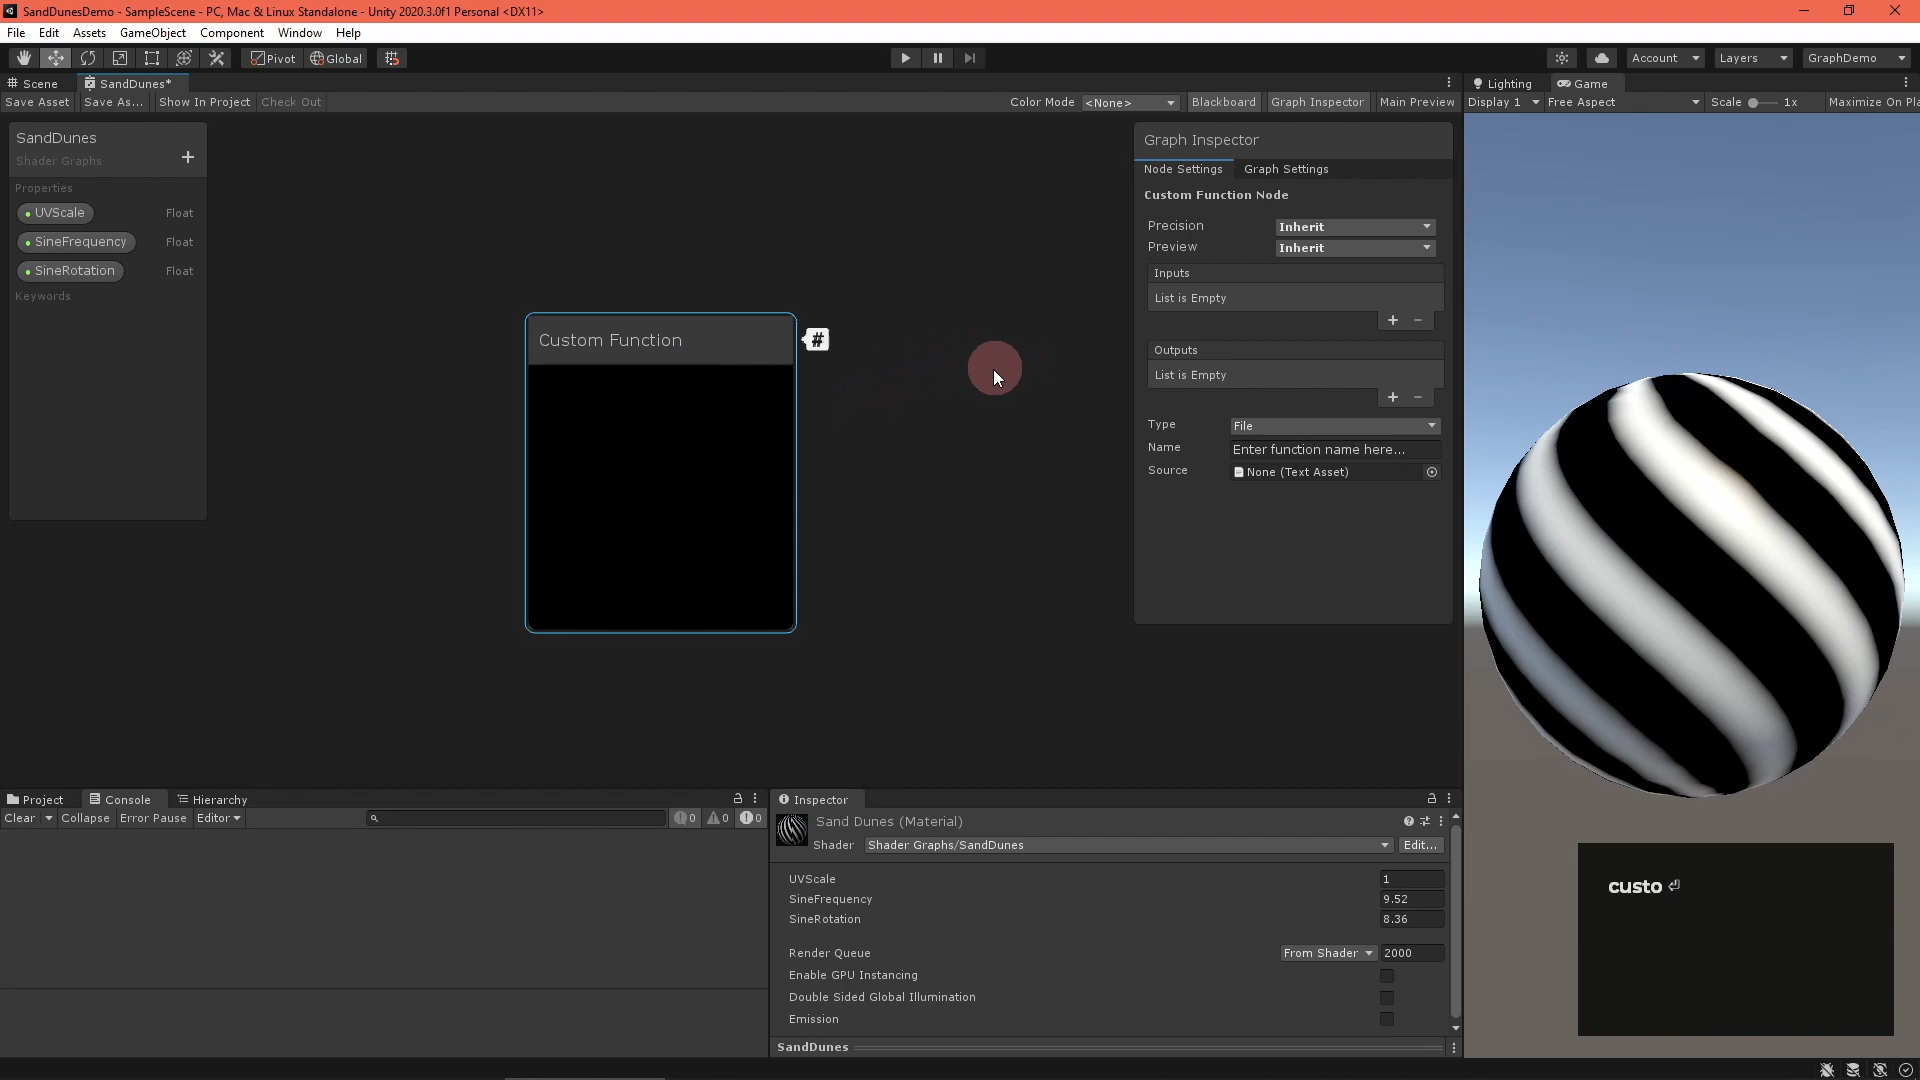 SandDunesDemo - SampleScene - PC, Mac & Linux Standalone - Unity 2020.3.0f1 Personal <DX11>
File Edit Assets GameObject Component Window Help
Pivot Global Account Layers GraphDemo
Scene SandDunes* Lighting Game
Save Asset Save As... Show In Project Check Out Color Mode <None> Blackboard Graph Inspector Main Preview Display 1 Free Aspect Scale 1x Maximize On Pla
SandDunes
Shader Graphs
+
Properties
UVScale Float
SineFrequency Float
SineRotation Float
Keywords
Custom Function #
Graph Inspector
Node Settings Graph Settings
Custom Function Node
Precision Inherit
Preview Inherit
Inputs
List is Empty
+ -
Outputs
List is Empty
+ -
Type File
Name Enter function name here...
Source None (Text Asset)
Project Console Hierarchy
Clear Collapse Error Pause Editor 0 0 0
Inspector
Sand Dunes (Material)
Shader Shader Graphs/SandDunes Edit...
UVScale 1
SineFrequency 9.52
SineRotation 8.36
Render Queue From Shader 2000
Enable GPU Instancing
Double Sided Global Illumination
Emission
SandDunes
custo ⏎